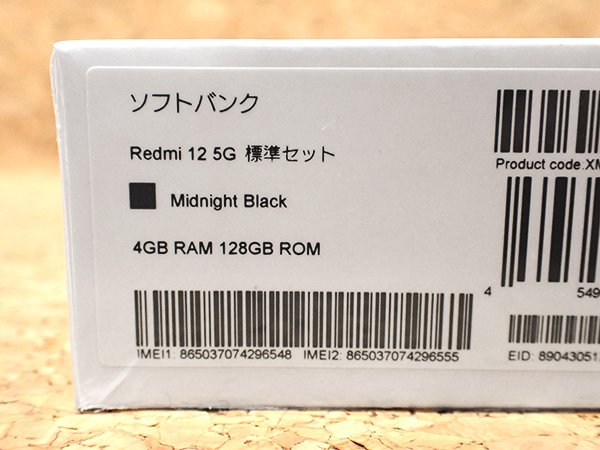 ソフトバンク
Redmi 12 5G 標準セット
Midnight Black
4GB RAM 128GB ROM
IMEI1: 865037074296548 IMEI2: 865037074296555
Product code.XM
4 549
EID: 89043051